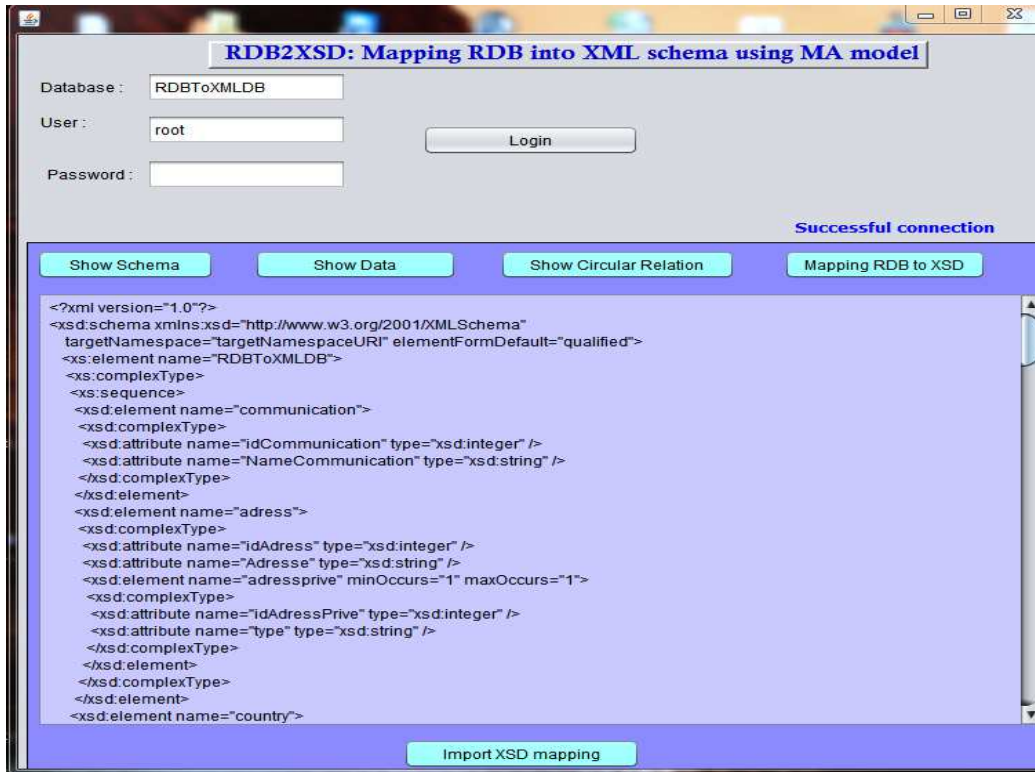 RDB2XSD: Mapping RDB into XML schema using MA model
Database : RDBToXMLDB
User : root
Login
Password :
Successful connection
Show Schema Show Data Show Circular Relation Mapping RDB to XSD
<?xml version="1.0"?>
<xsd:schema xmlns:xsd="http://www.w3.org/2001/XMLSchema"
targetNamespace="targetNamespaceURI" elementFormDefault="qualified">
<xs:element name="RDBToXMLDB">
<xs:complexType>
<xs:sequence>
<xsd:element name="communication">
<xsd:complexType>
<xsd:attribute name="idCommunication" type="xsd:integer" />
<xsd:attribute name="NameCommunication" type="xsd:string" />
</xsd:complexType>
</xsd:element>
<xsd:element name="adress">
<xsd:complexType>
<xsd:attribute name="idAdress" type="xsd:integer" />
<xsd:attribute name="Adresse" type="xsd:string" />
<xsd:element name="adressprive" minOccurs="1" maxOccurs="1">
<xsd:complexType>
<xsd:attribute name="idAdressPrive" type="xsd:integer" />
<xsd:attribute name="type" type="xsd:string" />
</xsd:complexType>
</xsd:element>
</xsd:complexType>
</xsd:element>
<xsd:element name="country">
Import XSD mapping